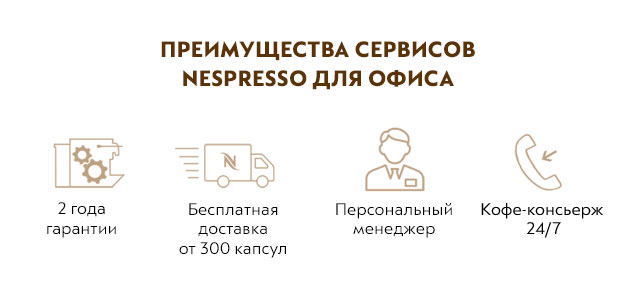 ПРЕИМУЩЕСТВА СЕРВИСОВ
NESPRESSO ДЛЯ ОФИСА
N
2 года
гарантии
Бесплатная
доставка
от 300 капсул
Персональный
менеджер
Кофе-консьерж
24/7